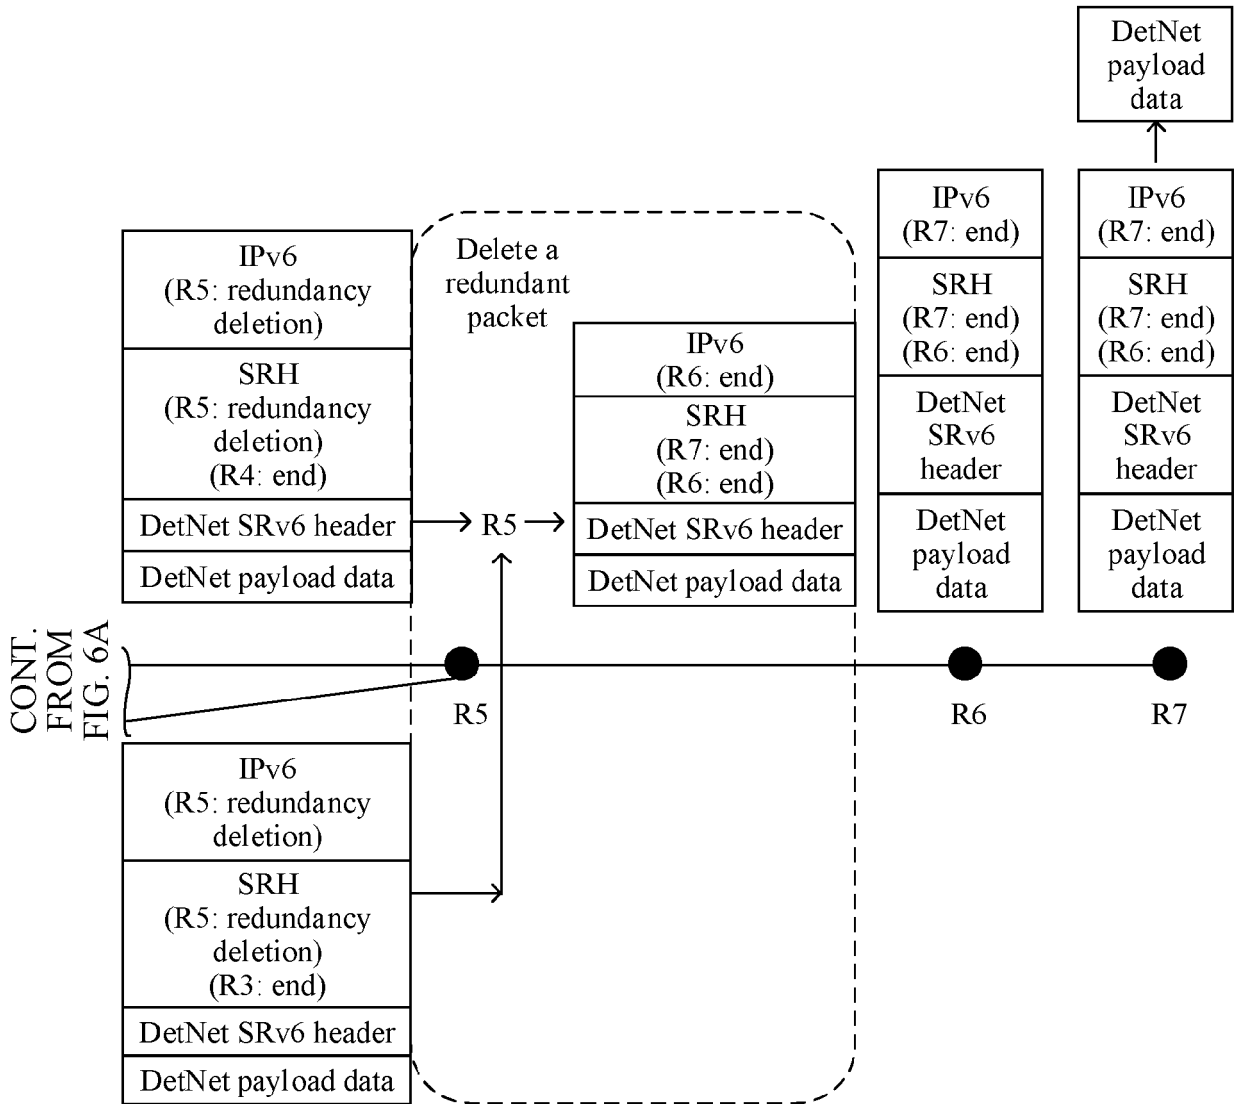 DetNet
payload
data
IPv6
(R5: redundancy
deletion)
SRH
(R5: redundancy
deletion)
(R4: end)
DetNet SRv6 header
DetNet payload data
Delete a
redundant
packet
R5
IPv6
(R6: end)
SRH
(R7: end)
(R6: end)
DetNet SRv6 header
DetNet payload data
IPv6
(R7: end)
SRH
(R7: end)
(R6: end)
DetNet
SRv6
header
DetNet
payload
data
IPv6
(R7: end)
SRH
(R7: end)
(R6: end)
DetNet
SRv6
header
DetNet
payload
data
CONT.
FROM
FIG. 6A
R5
R6
R7
IPv6
(R5: redundancy
deletion)
SRH
(R5: redundancy
deletion)
(R3: end)
DetNet SRv6 header
DetNet payload data